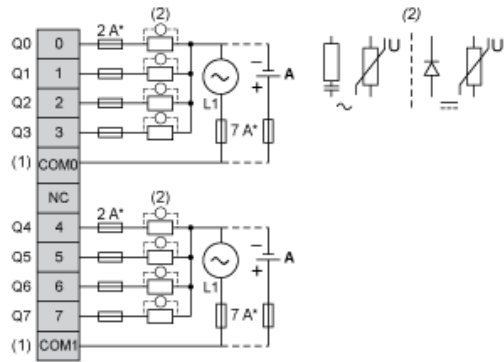 (2)
(2)
Q0 0 2 A*
U
U
Q1 1
− A
Q2 2
+
Q3 3
L1
7 A*
(1) COM0
NC
(2)
Q4 4 2 A*
− A
Q5 5
+
Q6 6
L1
Q7 7
7 A*
(1) COM1